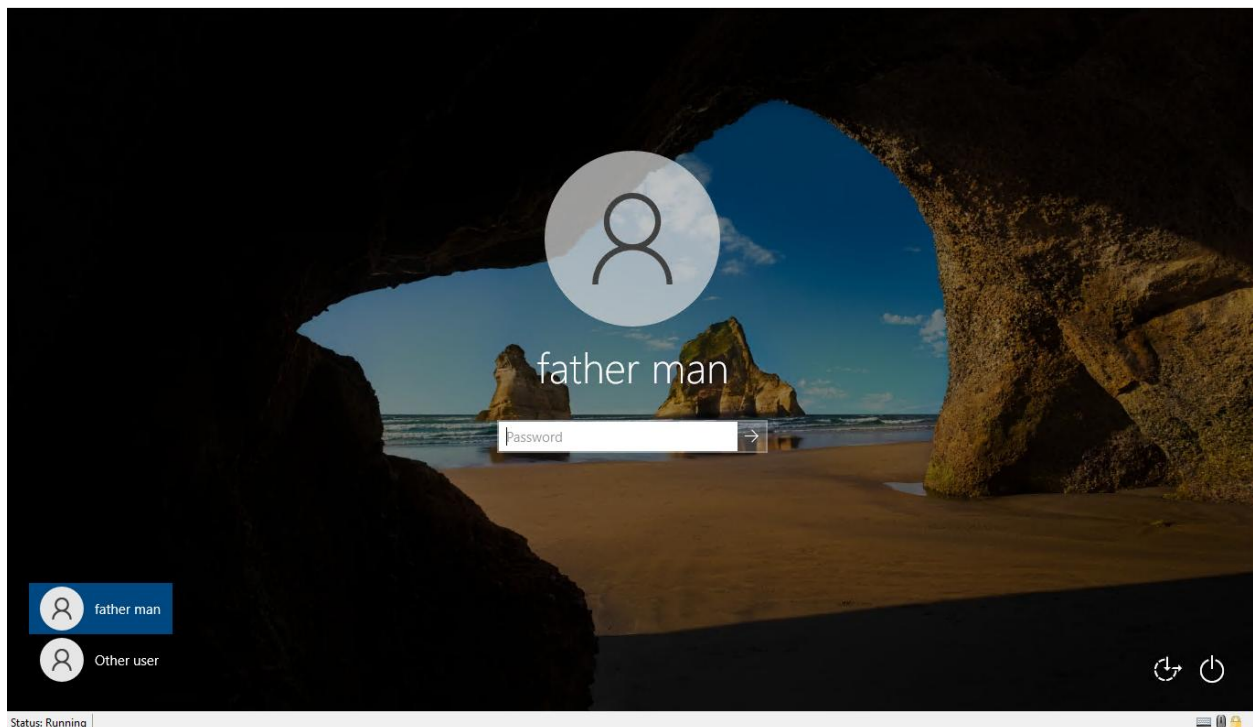 father man
Password
father man
Other user
Status: Running